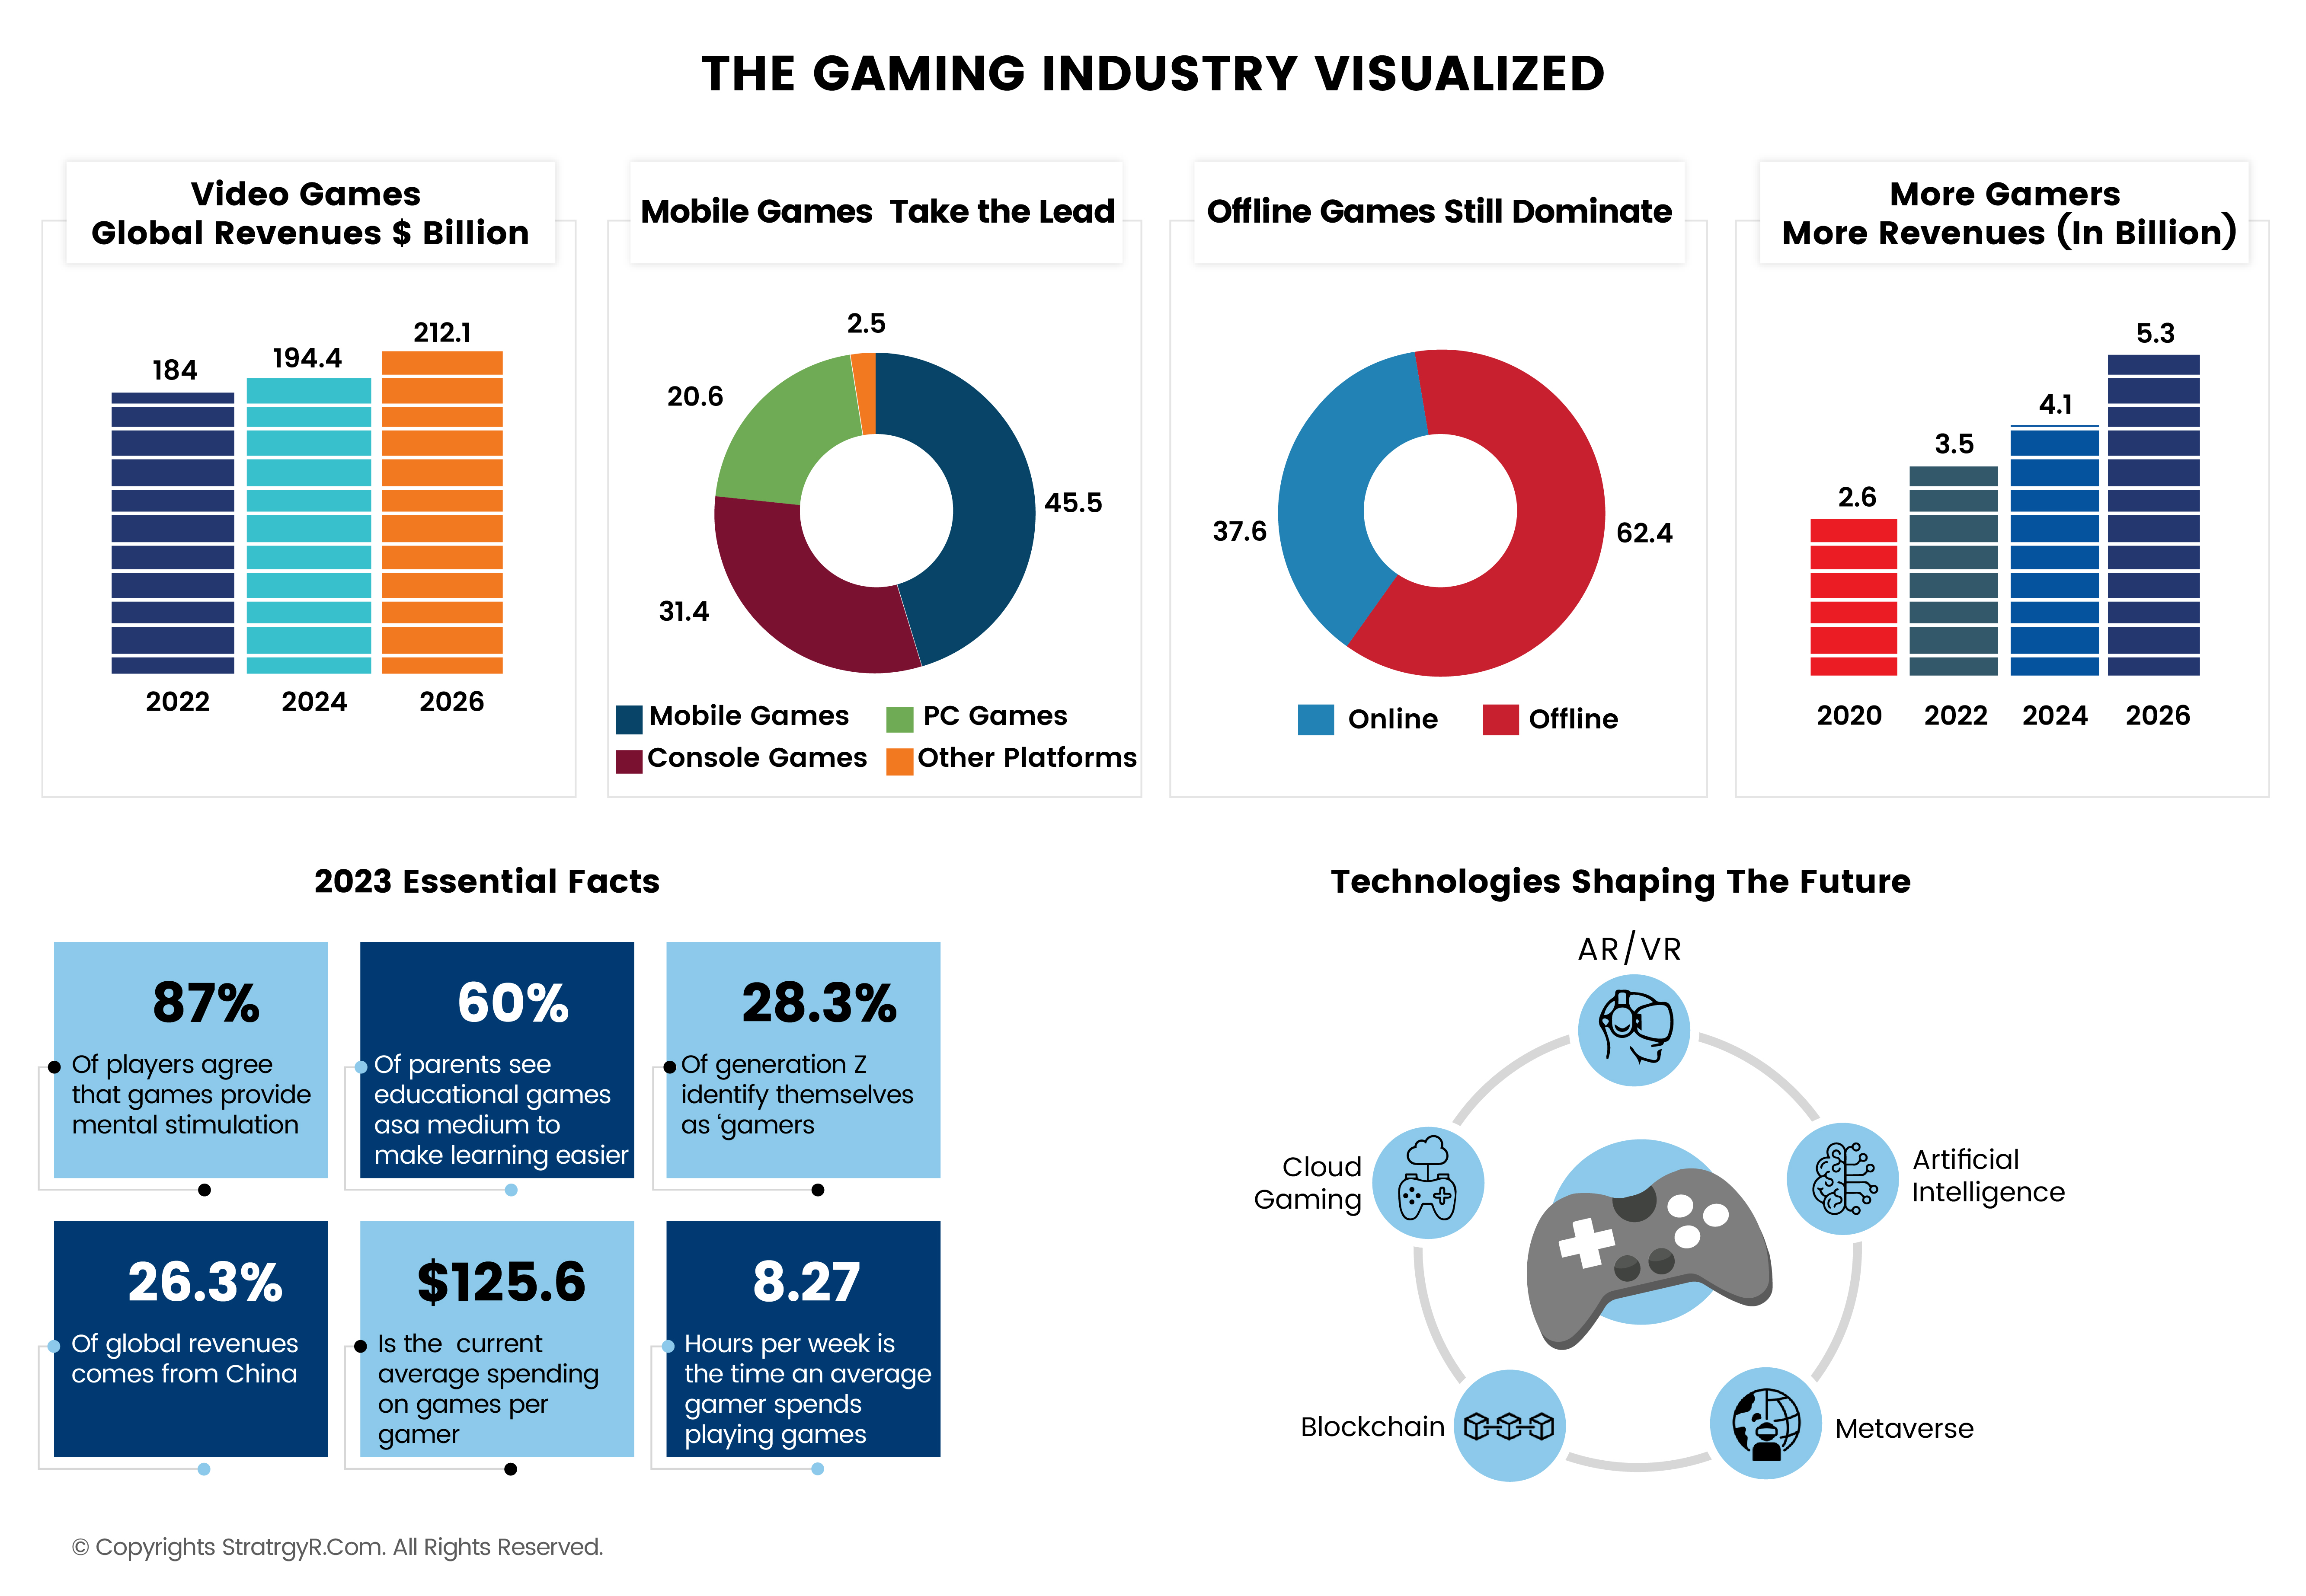 THE GAMING INDUSTRY VISUALIZED
Video Games
Global Revenues $ Billion
184
194.4
212.1
2022
2024
2026
Mobile Games Take the Lead
2.5
20.6
45.5
31.4
Mobile Games
PC Games
Console Games
Other Platforms
Offline Games Still Dominate
37.6
62.4
Online
Offline
More Gamers
More Revenues (In Billion)
2.6
3.5
4.1
5.3
2020
2022
2024
2026
2023 Essential Facts
87%
Of players agree
that games provide
mental stimulation
60%
Of parents see
educational games
asa medium to
make learning easier
28.3%
Of generation Z
identify themselves
as ‘gamers
26.3%
Of global revenues
comes from China
$125.6
Is the current
average spending
on games per
gamer
8.27
Hours per week is
the time an average
gamer spends
playing games
Technologies Shaping The Future
AR/VR
Cloud
Gaming
Artificial
Intelligence
Blockchain
Metaverse
© Copyrights StratrgyR.Com. All Rights Reserved.